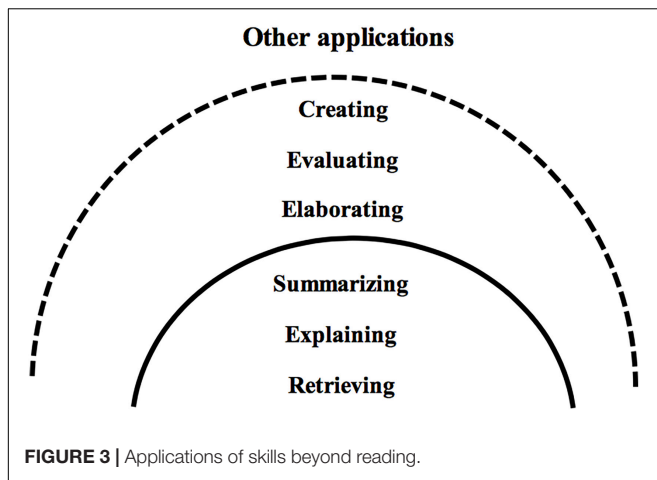 Other applications
Creating
Evaluating
Elaborating
Summarizing
Explaining
Retrieving
FIGURE 3 | Applications of skills beyond reading.